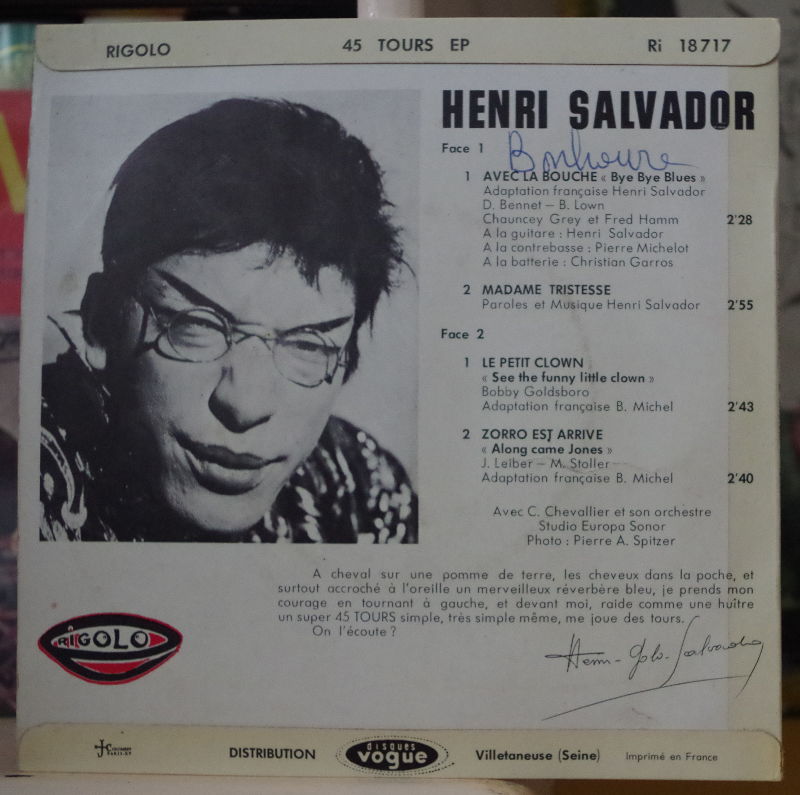 RIGOLO 45 TOURS EP Ri 18717
HENRI SALVADOR
Face 1
Bonhoure
1 AVEC LA BOUCHE « Bye Bye Blues »
Adaptation française Henri Salvador
D. Bennet – B. Lown
Chauncey Grey et Fred Hamm 2'28
A la guitare : Henri Salvador
A la contrebasse : Pierre Michelot
A la batterie : Christian Garros
2 MADAME TRISTESSE
Paroles et Musique Henri Salvador 2'55
Face 2
1 LE PETIT CLOWN
« See the funny little clown »
Bobby Goldsboro
Adaptation française B. Michel 2'43
2 ZORRO EST ARRIVE
« Along came Jones »
J. Leiber – M. Stoller
Adaptation française B. Michel 2'40
Avec C. Chevallier et son orchestre
Studio Europa Sonor
Photo : Pierre A. Spitzer
A cheval sur une pomme de terre, les cheveux dans la poche, et
surtout accroché à l'oreille un merveilleux réverbère bleu, je prends mon
courage en tournant à gauche, et devant moi, raide comme une huître
un super 45 TOURS simple, très simple même, me joue des tours.
On l'écoute ?
RIGOLO
Henri-Golo-Salvador
DISTRIBUTION disques vogue Villetaneuse (Seine) Imprimé en France